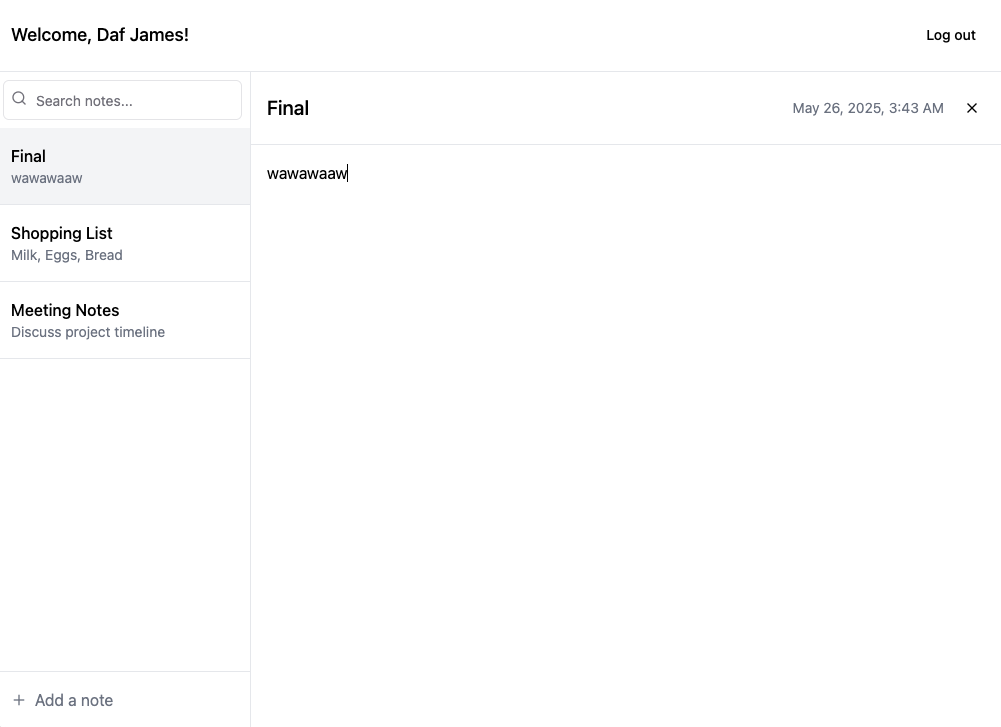 Welcome, Daf James!
Log out
Search notes...
Final
wawawaaw
Shopping List
Milk, Eggs, Bread
Meeting Notes
Discuss project timeline
Add a note
Final
May 26, 2025, 3:43 AM
wawawaaw